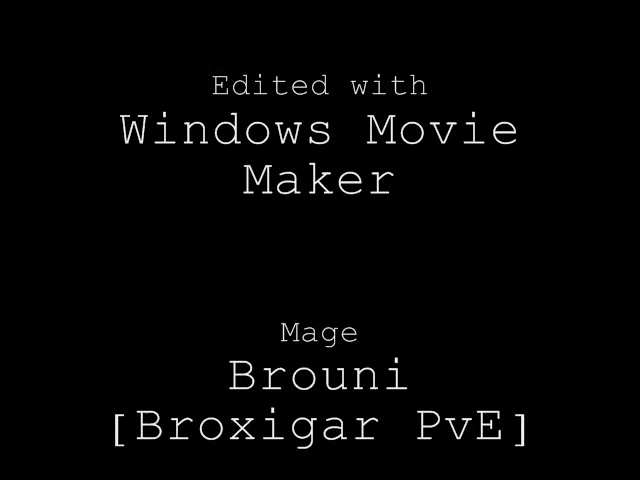 Edited with
Windows Movie
Maker
Mage
Brouni
[Broxigar PvE]